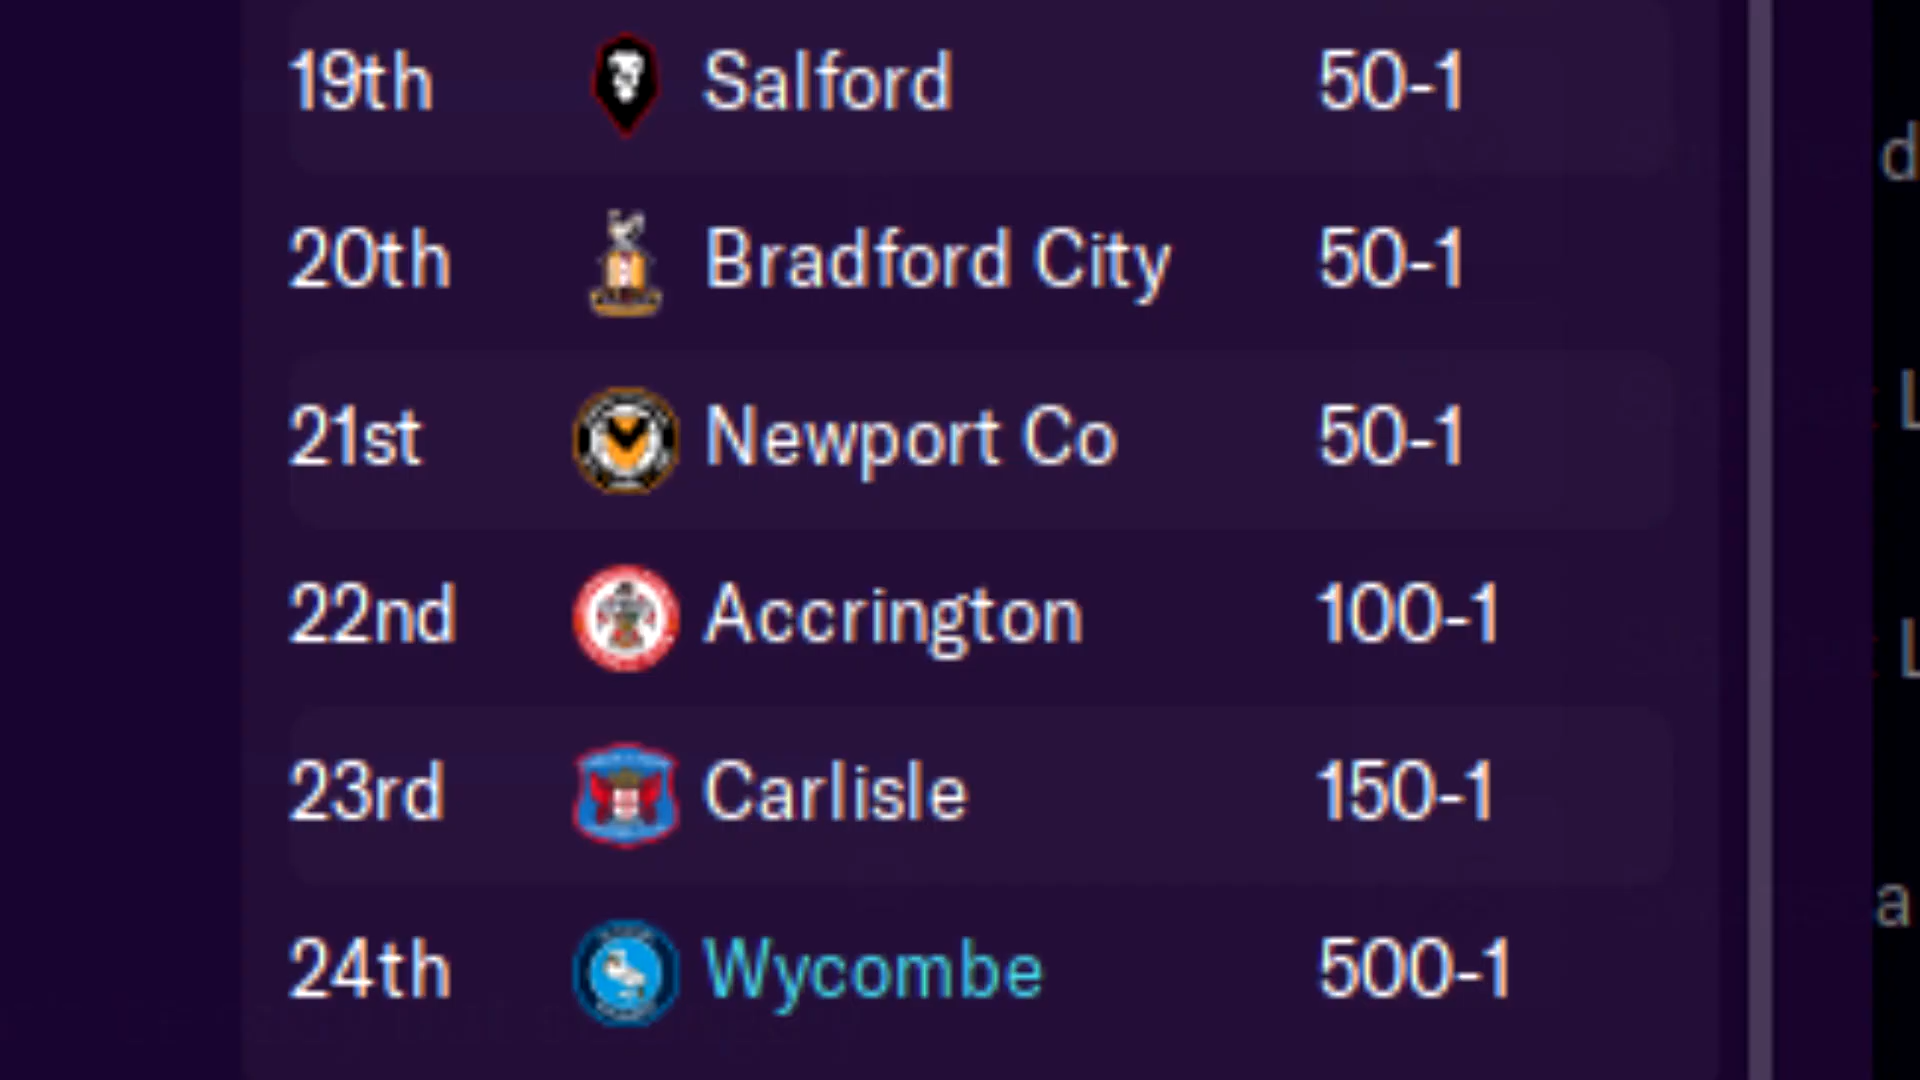 19th Salford 50-1
d
20th Bradford City 50-1
L
21st Newport Co 50-1
22nd Accrington 100-1
L
23rd Carlisle 150-1
a
24th Wycombe 500-1